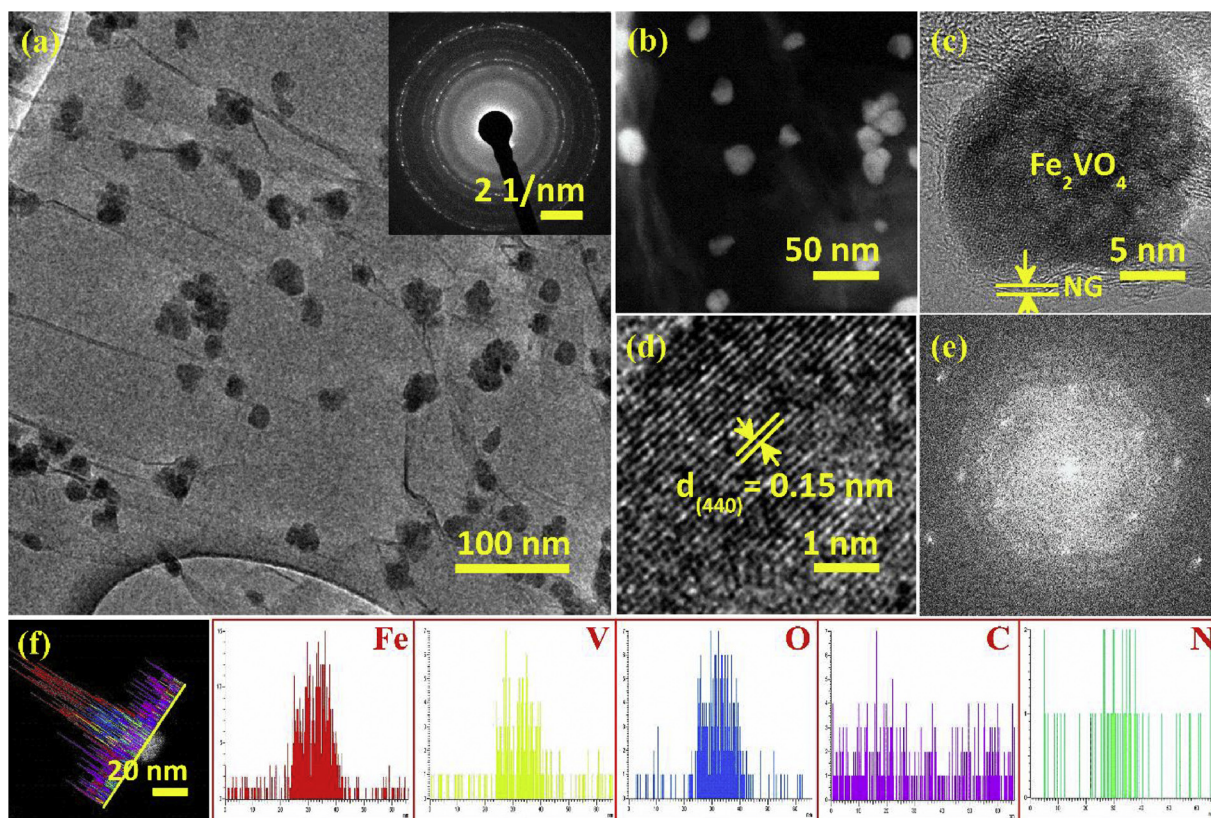 (a)
2 1/nm
100 nm
(b)
50 nm
(c)
Fe₂VO₄
5 nm
NG
(d)
d₍₄₄₀₎ = 0.15 nm
1 nm
(e)
(f)
20 nm
Fe
V
O
C
N